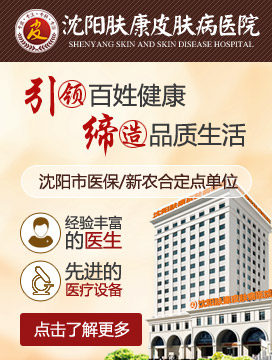 沈阳肤康皮肤病医院
SHENYANG SKIN AND SKIN DISEASE HOSPITAL
引领百姓健康
缔造品质生活
沈阳市医保/新农合定点单位
经验丰富
的医生
先进的
医疗设备
点击了解更多